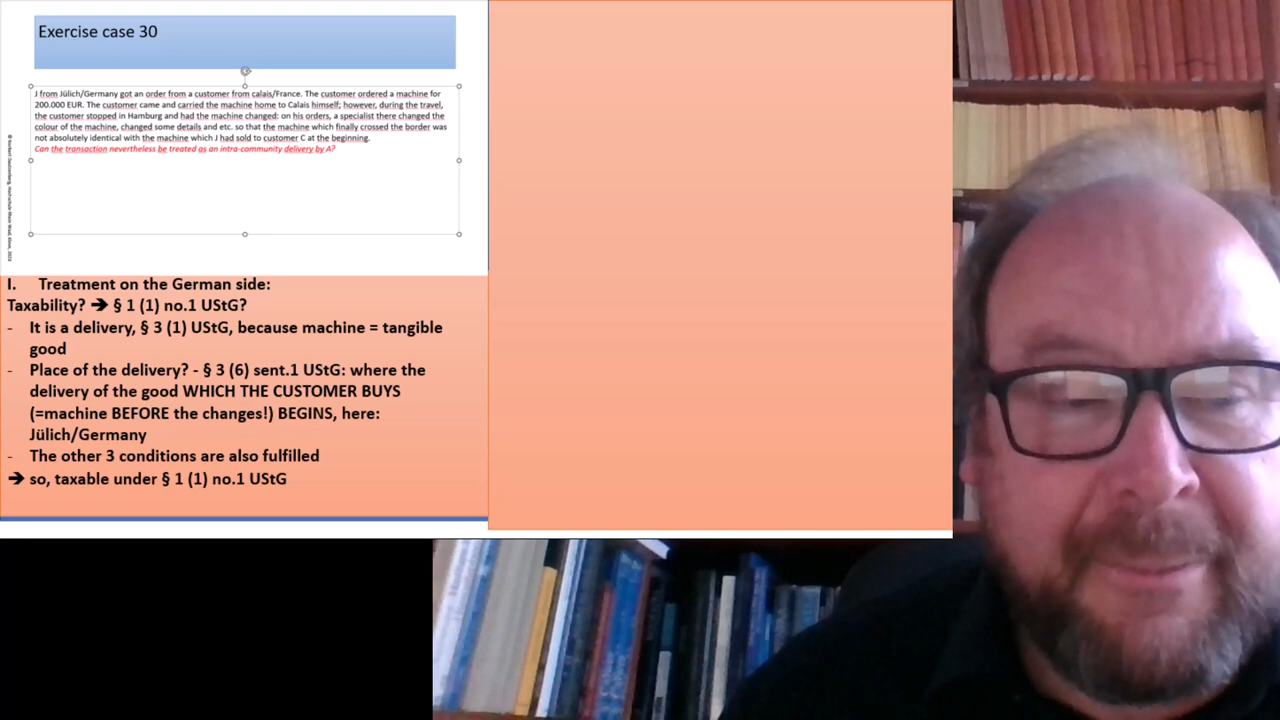 Exercise case 30
J from Jülich/Germany got an order from a customer from calais/France. The customer ordered a machine for
200.000 EUR. The customer came and carried the machine home to Calais himself; however, during the travel,
the customer stopped in Hamburg and had the machine changed: on his orders, a specialist there changed the
colour of the machine, changed some details and etc. so that the machine which finally crossed the border was
not absolutely identical with the machine which J had sold to customer C at the beginning.
Can the transaction nevertheless be treated as an intra-community delivery by A?
I. Treatment on the German side:
Taxability? ➔ § 1 (1) no.1 UStG?
- It is a delivery, § 3 (1) UStG, because machine = tangible
good
- Place of the delivery? - § 3 (6) sent.1 UStG: where the
delivery of the good WHICH THE CUSTOMER BUYS
(=machine BEFORE the changes!) BEGINS, here:
Jülich/Germany
- The other 3 conditions are also fulfilled
➔ so, taxable under § 1 (1) no.1 UStG